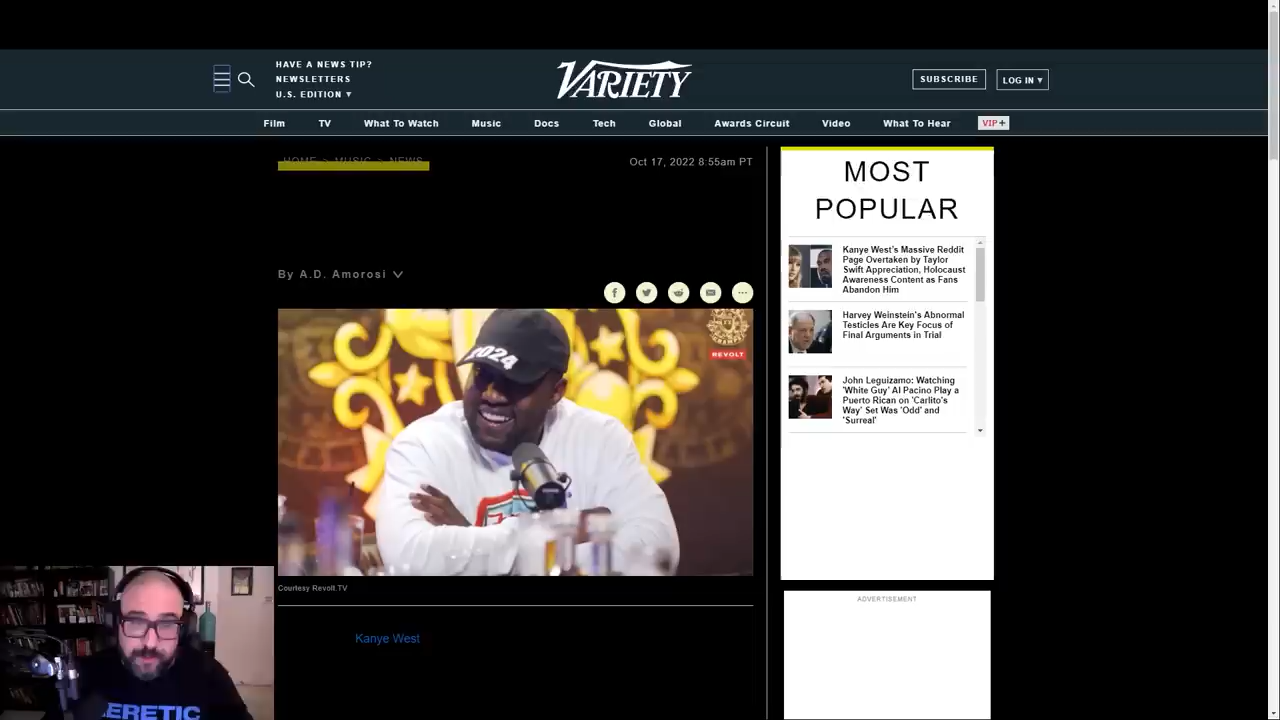 HAVE A NEWS TIP?
NEWSLETTERS
U.S. EDITION ▼
VARIETY
SUBSCRIBE
LOG IN ▼
Film
TV
What To Watch
Music
Docs
Tech
Global
Awards Circuit
Video
What To Hear
VIP+
HOME > MUSIC > NEWS
Oct 17, 2022 8:55am PT
By A.D. Amorosi
2024
REVOLT
Courtesy Revolt.TV
Kanye West
MOST
POPULAR
Kanye West's Massive Reddit
Page Overtaken by Taylor
Swift Appreciation, Holocaust
Awareness Content as Fans
Abandon Him
Harvey Weinstein's Abnormal
Testicles Are Key Focus of
Final Arguments in Trial
John Leguizamo: Watching
'White Guy' Al Pacino Play a
Puerto Rican on 'Carlito's
Way' Set Was 'Odd' and
'Surreal'
ADVERTISEMENT
ERETIC